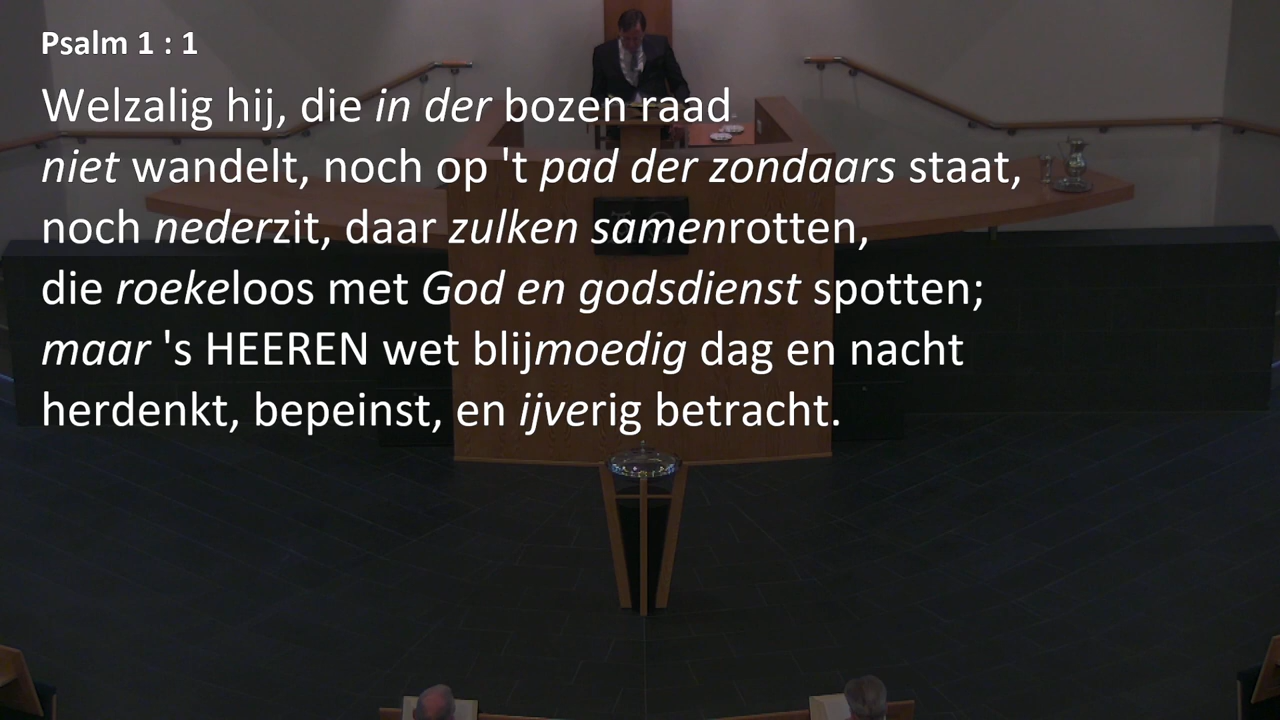 Psalm 1 : 1
Welzalig hij, die in der bozen raad
niet wandelt, noch op 't pad der zondaars staat,
noch nederzit, daar zulken samenrotten,
die roekeloos met God en godsdienst spotten;
maar 's HEEREN wet blijmoedig dag en nacht
herdenkt, bepeinst, en ijverig betracht.